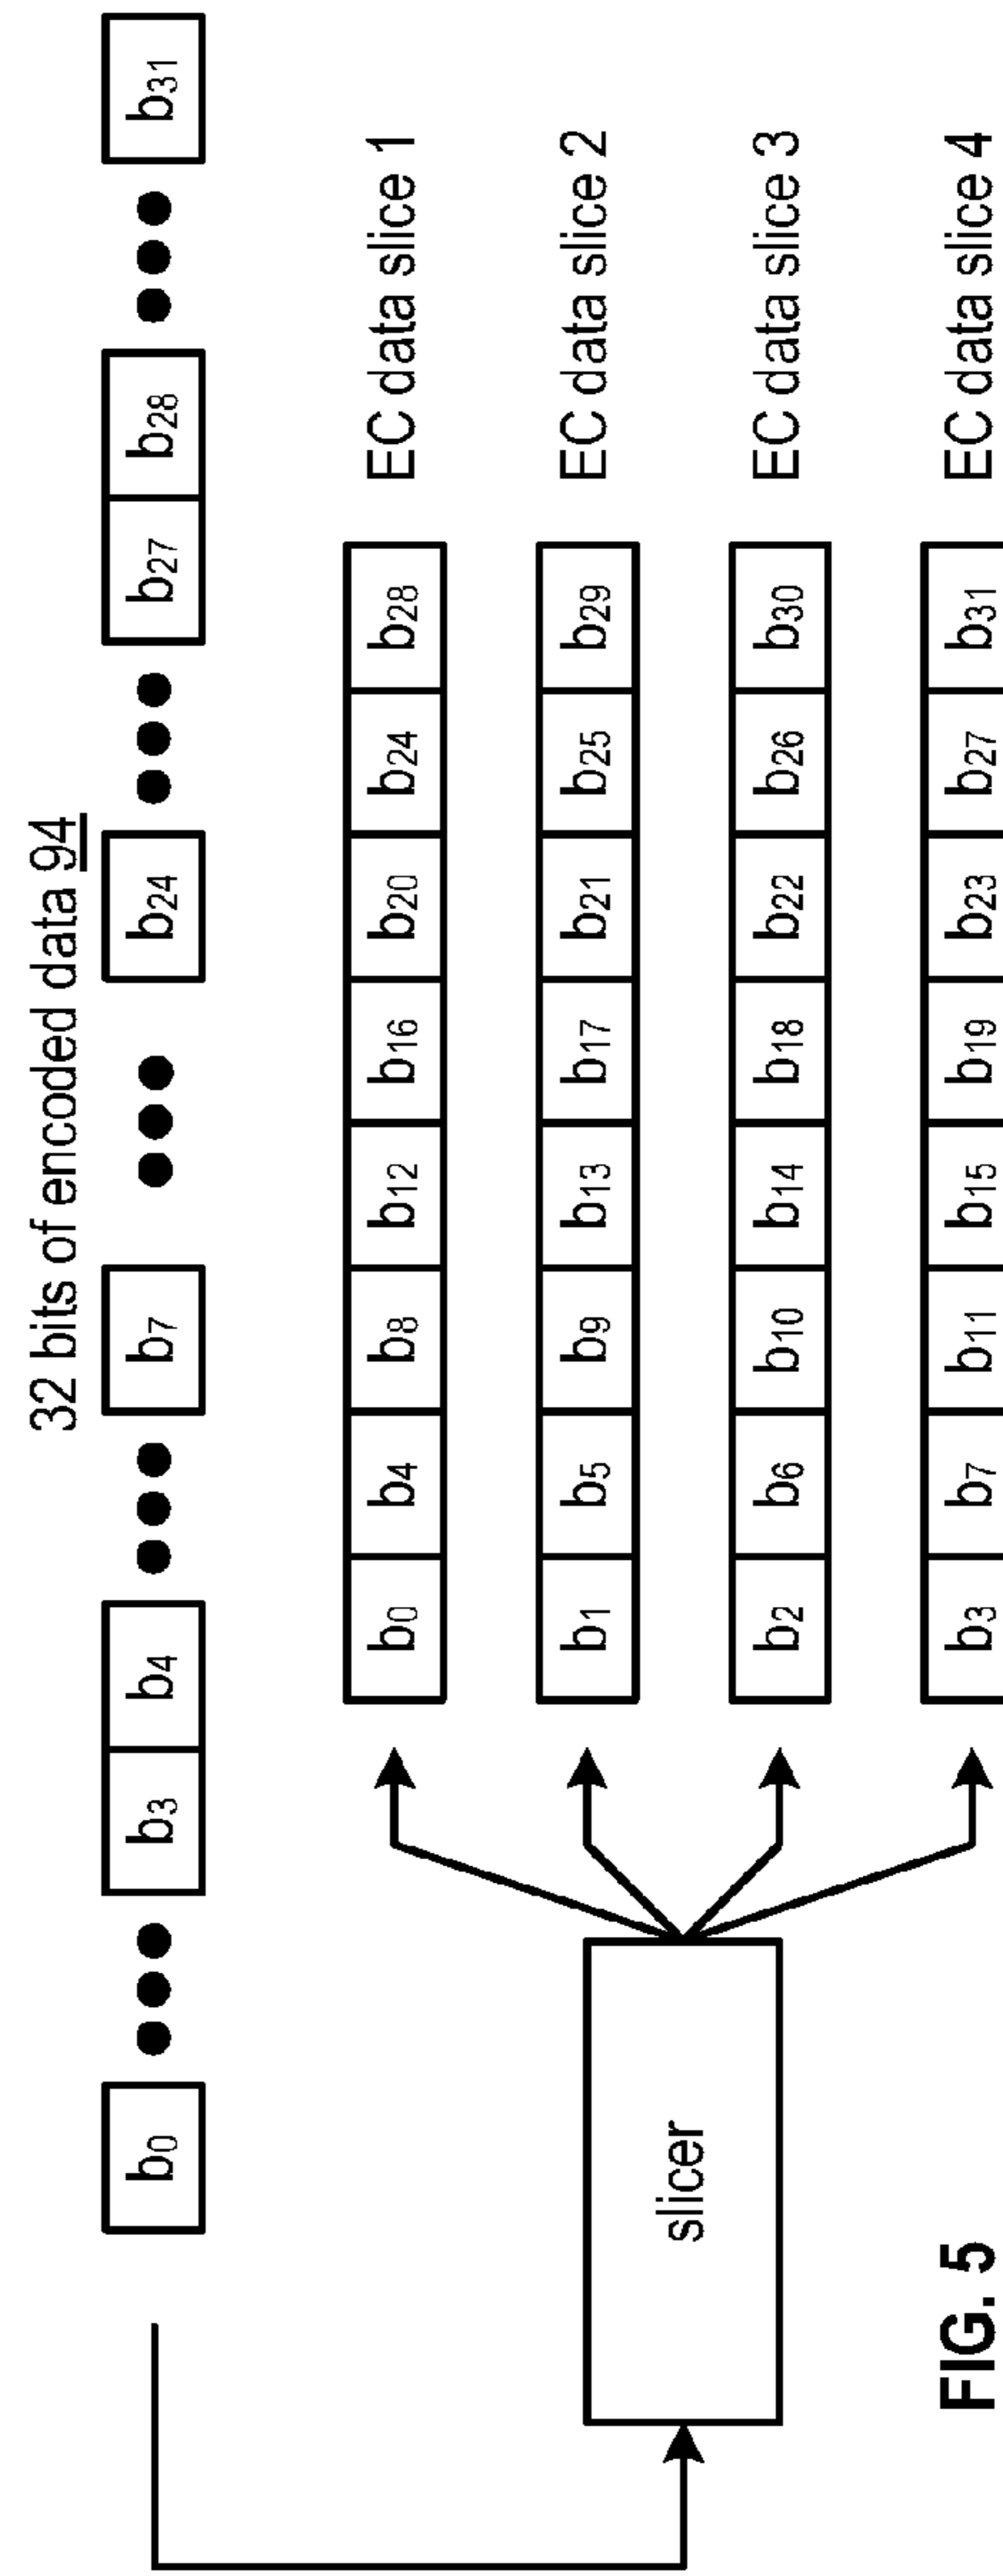 32 bits of encoded data 94
b0 ••• b3 b4 ••• b7 ••• b24 ••• b27 b28 ••• b31
slicer
b0 b4 b8 b12 b16 b20 b24 b28 EC data slice 1
b1 b5 b9 b13 b17 b21 b25 b29 EC data slice 2
b2 b6 b10 b14 b18 b22 b26 b30 EC data slice 3
b3 b7 b11 b15 b19 b23 b27 b31 EC data slice 4
FIG. 5